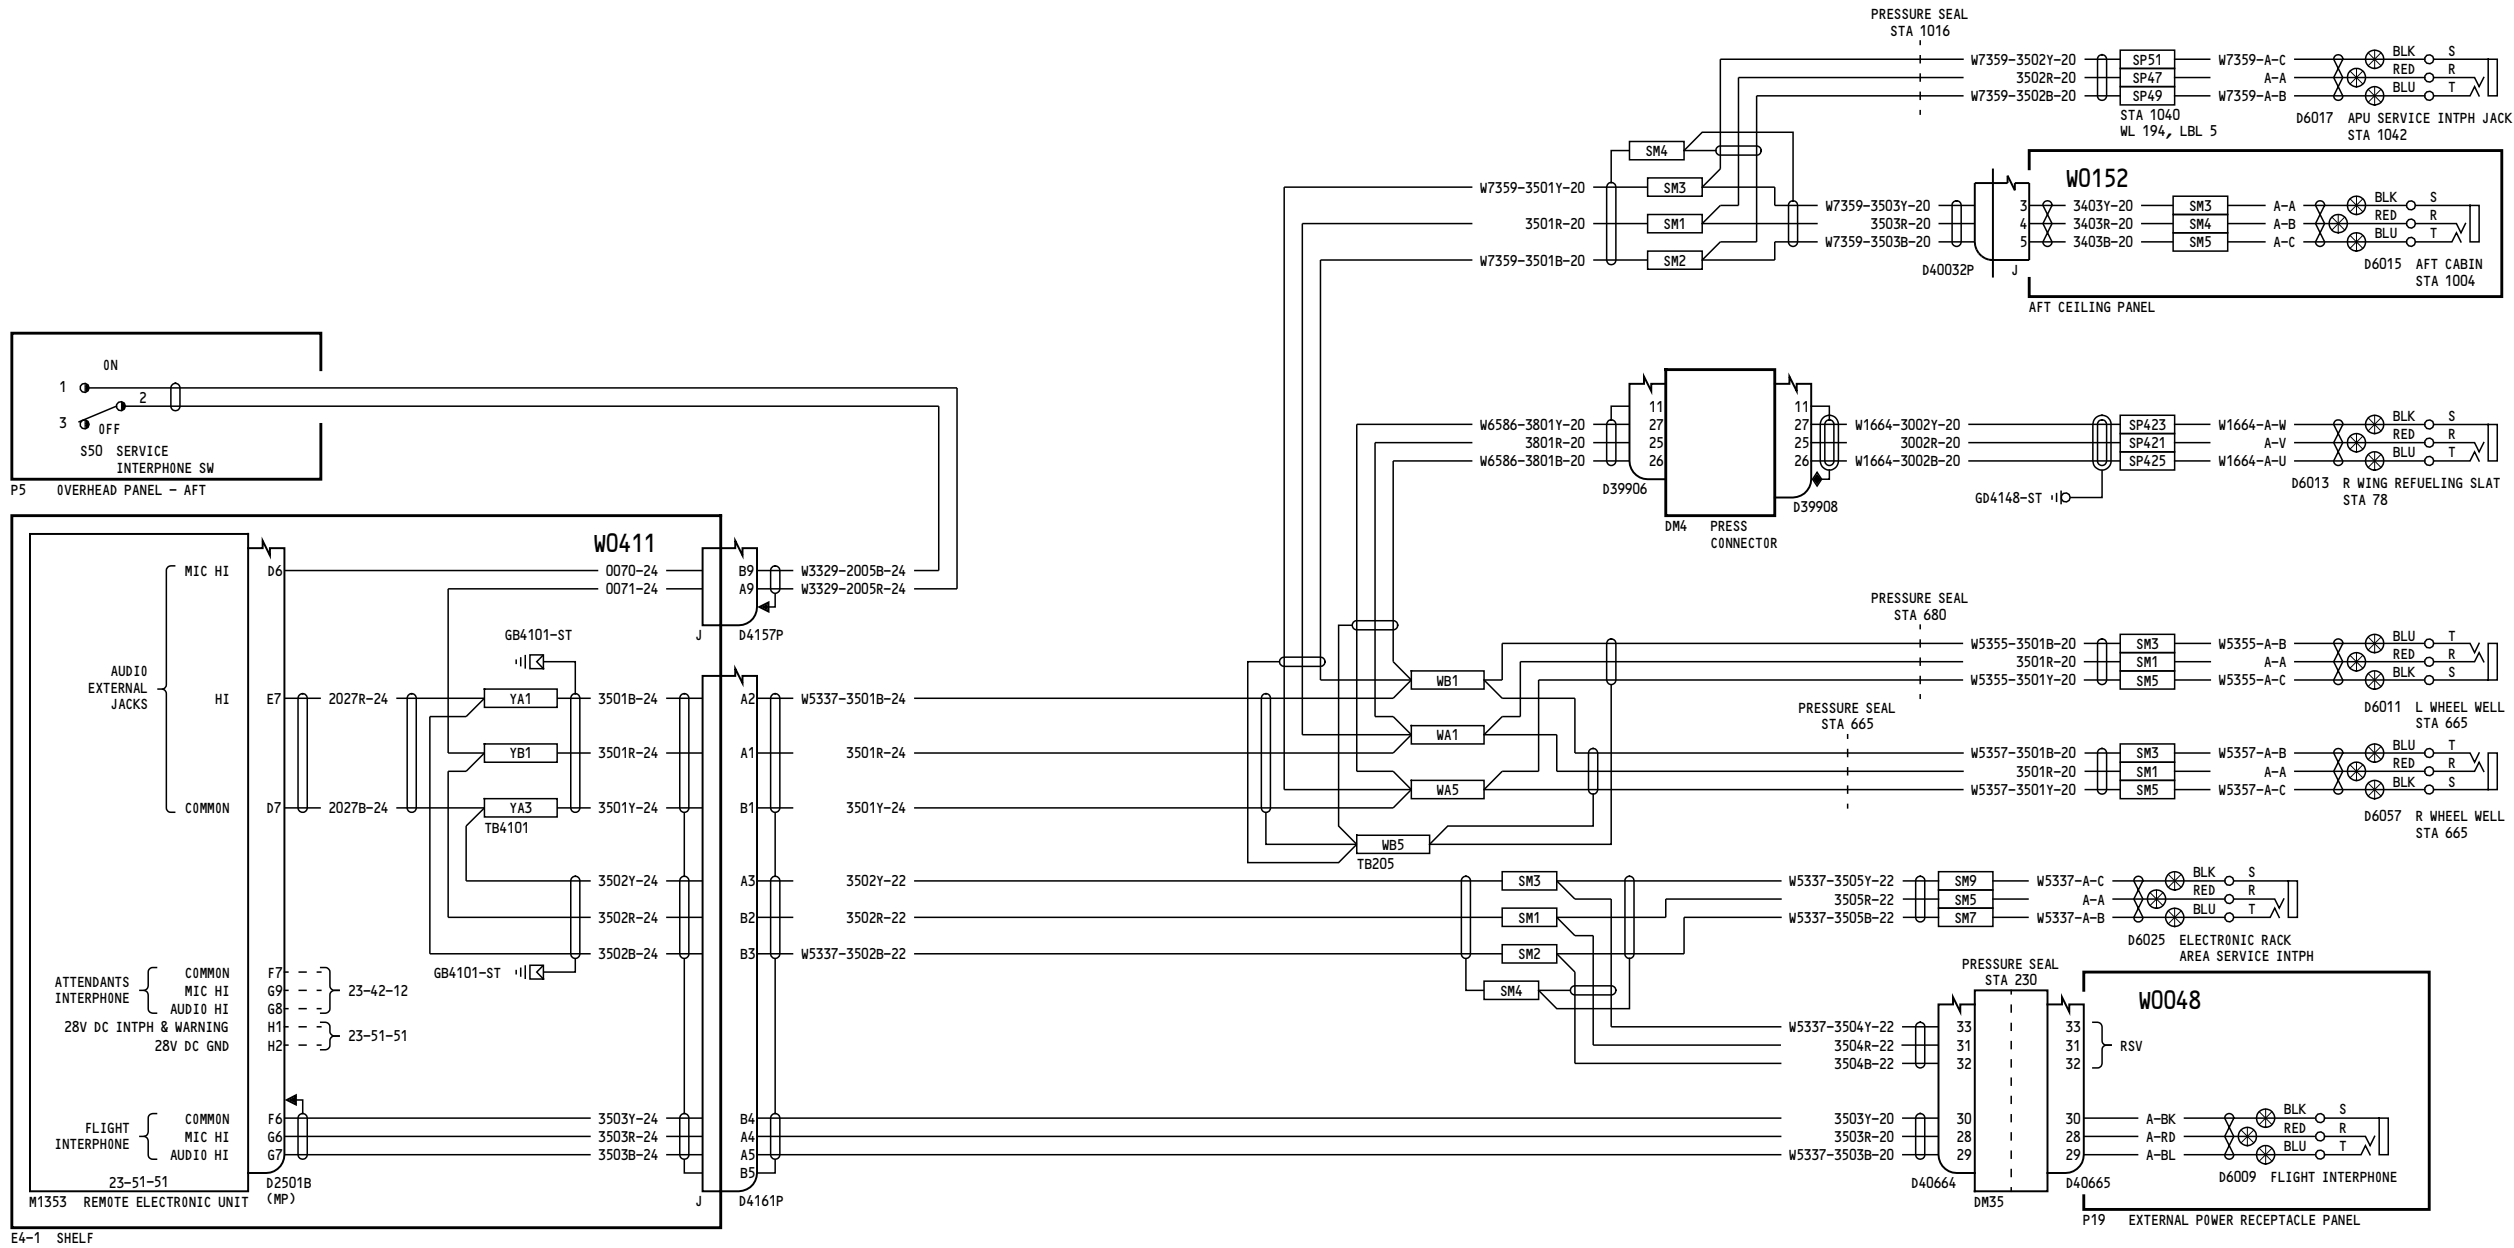 PRESSURE SEAL
STA 1016
W7359-3502Y-20 SP51 W7359-A-C BLK S
3502R-20 SP47 A-A RED R
W7359-3502B-20 SP49 W7359-A-B BLU T
STA 1040
WL 194, LBL 5
D6017 APU SERVICE INTPH JACK
STA 1042
SM4
W7359-3501Y-20 SM3
3501R-20 SM1
W7359-3501B-20 SM2
W7359-3503Y-20 3
3503R-20 4
W7359-3503B-20 5
D40032P J
W0152
3403Y-20 SM3 A-A BLK S
3403R-20 SM4 A-B RED R
3403B-20 SM5 A-C BLU T
D6015 AFT CABIN
STA 1004
AFT CEILING PANEL
ON
1
2
3
OFF
S50 SERVICE
INTERPHONE SW
P5 OVERHEAD PANEL - AFT
11 11
W6586-3801Y-20 27 27 W1664-3002Y-20 SP423 W1664-A-W BLK S
3801R-20 25 25 3002R-20 SP421 A-V RED R
W6586-3801B-20 26 26 W1664-3002B-20 SP425 W1664-A-U BLU T
D39906
D39908
DM4 PRESS
CONNECTOR
GD4148-ST
D6013 R WING REFUELING SLAT
STA 78
W0411
MIC HI D6 0070-24 B9 W3329-2005B-24
0071-24 A9 W3329-2005R-24
J D4157P
GB4101-ST
AUDIO
EXTERNAL
JACKS
HI E7 2027R-24 YA1 3501B-24 A2 W5337-3501B-24
YB1 3501R-24 A1 3501R-24
COMMON D7 2027B-24 YA3 3501Y-24 B1 3501Y-24
TB4101
3502Y-24 A3 3502Y-22
3502R-24 B2 3502R-22
3502B-24 B3 W5337-3502B-22
GB4101-ST
WB1
WA1
WA5
WB5
TB205
PRESSURE SEAL
STA 680
W5355-3501B-20 SM3 W5355-A-B BLU T
3501R-20 SM1 A-A RED R
W5355-3501Y-20 SM5 W5355-A-C BLK S
D6011 L WHEEL WELL
STA 665
PRESSURE SEAL
STA 665
W5357-3501B-20 SM3 W5357-A-B BLU T
3501R-20 SM1 A-A RED R
W5357-3501Y-20 SM5 W5357-A-C BLK S
D6057 R WHEEL WELL
STA 665
SM3 W5337-3505Y-22 SM9 W5337-A-C BLK S
SM1 3505R-22 SM5 A-A RED R
SM2 W5337-3505B-22 SM7 W5337-A-B BLU T
SM4
D6025 ELECTRONIC RACK
AREA SERVICE INTPH
ATTENDANTS
INTERPHONE
COMMON F7
MIC HI G9 23-42-12
AUDIO HI G8
28V DC INTPH & WARNING H1
23-51-51
28V DC GND H2
PRESSURE SEAL
STA 230
W0048
W5337-3504Y-22 33 33
3504R-22 31 31 RSV
3504B-22 32 32
FLIGHT
INTERPHONE
COMMON F6 3503Y-24 B4 3503Y-20 30 30 A-BK BLK S
MIC HI G6 3503R-24 A4 3503R-20 28 28 A-RD RED R
AUDIO HI G7 3503B-24 A5 W5337-3503B-20 29 29 A-BL BLU T
B5
23-51-51
M1353 REMOTE ELECTRONIC UNIT
D2501B
(MP)
J D4161P
D40664
DM35
D40665
D6009 FLIGHT INTERPHONE
P19 EXTERNAL POWER RECEPTACLE PANEL
E4-1 SHELF